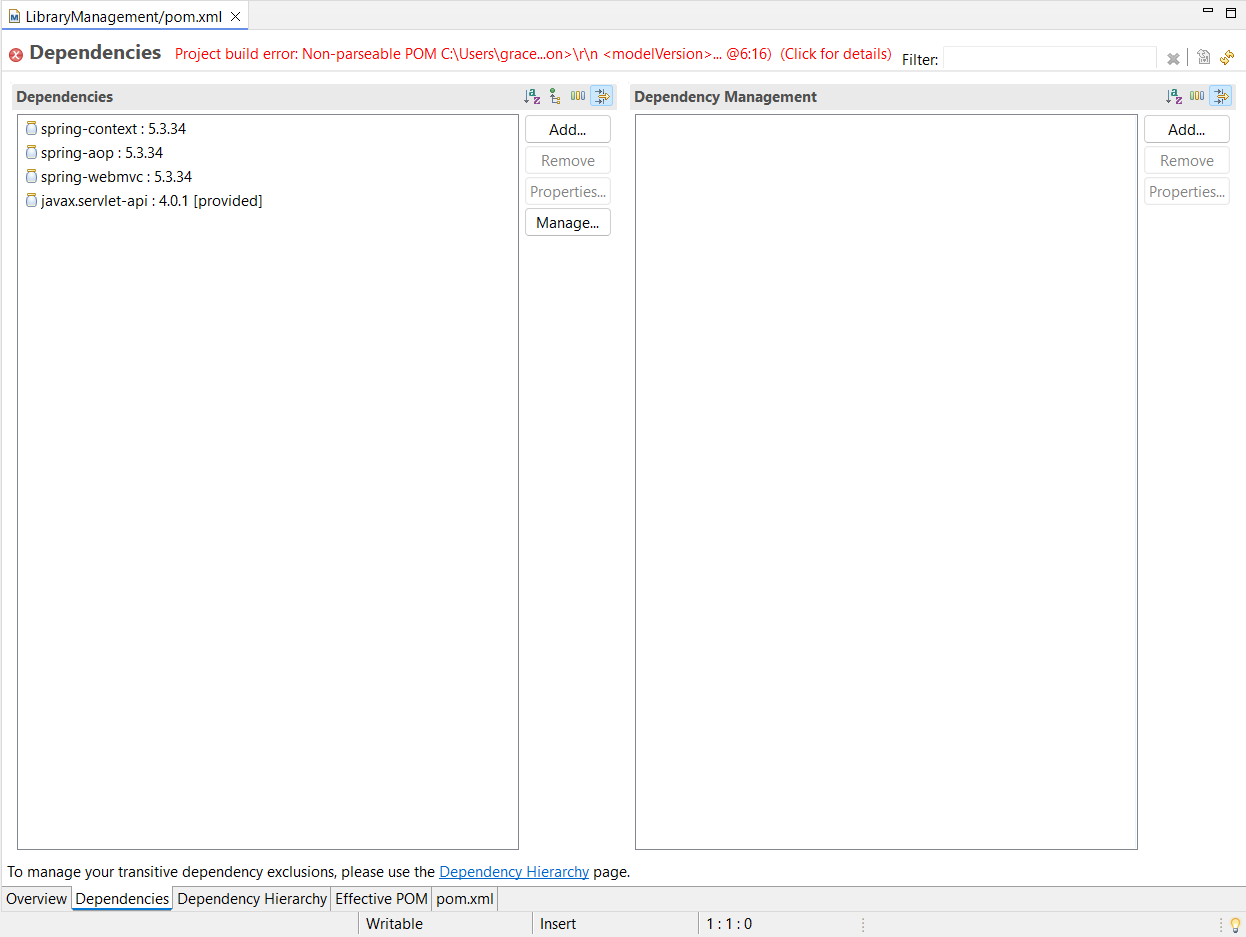 LibraryManagement/pom.xml
Dependencies Project build error: Non-parseable POM C:\Users\grace...on>\r\n <modelVersion>... @6:16) (Click for details) Filter:
Dependencies
spring-context : 5.3.34
spring-aop : 5.3.34
spring-webmvc : 5.3.34
javax.servlet-api : 4.0.1 [provided]
Add...
Remove
Properties...
Manage...
Dependency Management
Add...
Remove
Properties...
To manage your transitive dependency exclusions, please use the Dependency Hierarchy page.
Overview Dependencies Dependency Hierarchy Effective POM pom.xml
Writable Insert 1 : 1 : 0